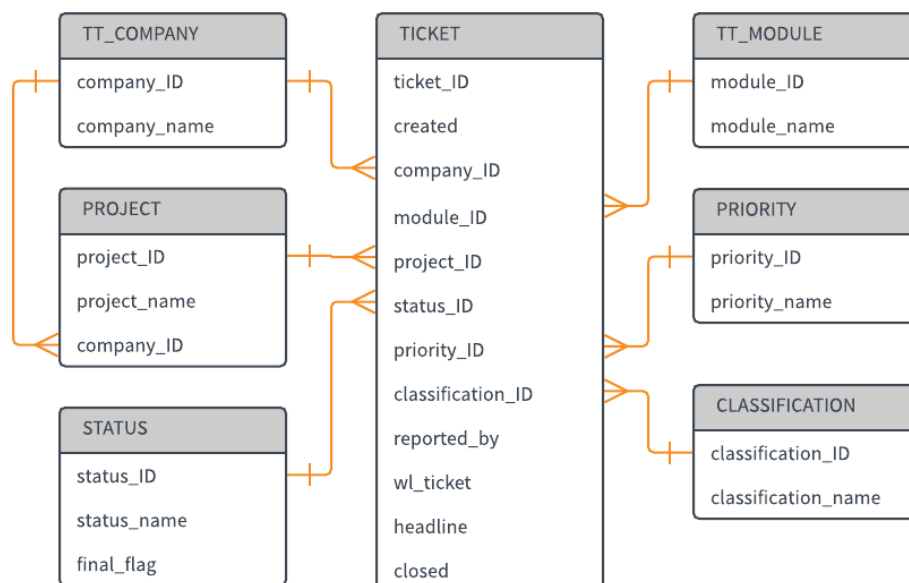 TT_COMPANY
company_ID
company_name
PROJECT
project_ID
project_name
company_ID
STATUS
status_ID
status_name
final_flag
TICKET
ticket_ID
created
company_ID
module_ID
project_ID
status_ID
priority_ID
classification_ID
reported_by
wl_ticket
headline
closed
TT_MODULE
module_ID
module_name
PRIORITY
priority_ID
priority_name
CLASSIFICATION
classification_ID
classification_name